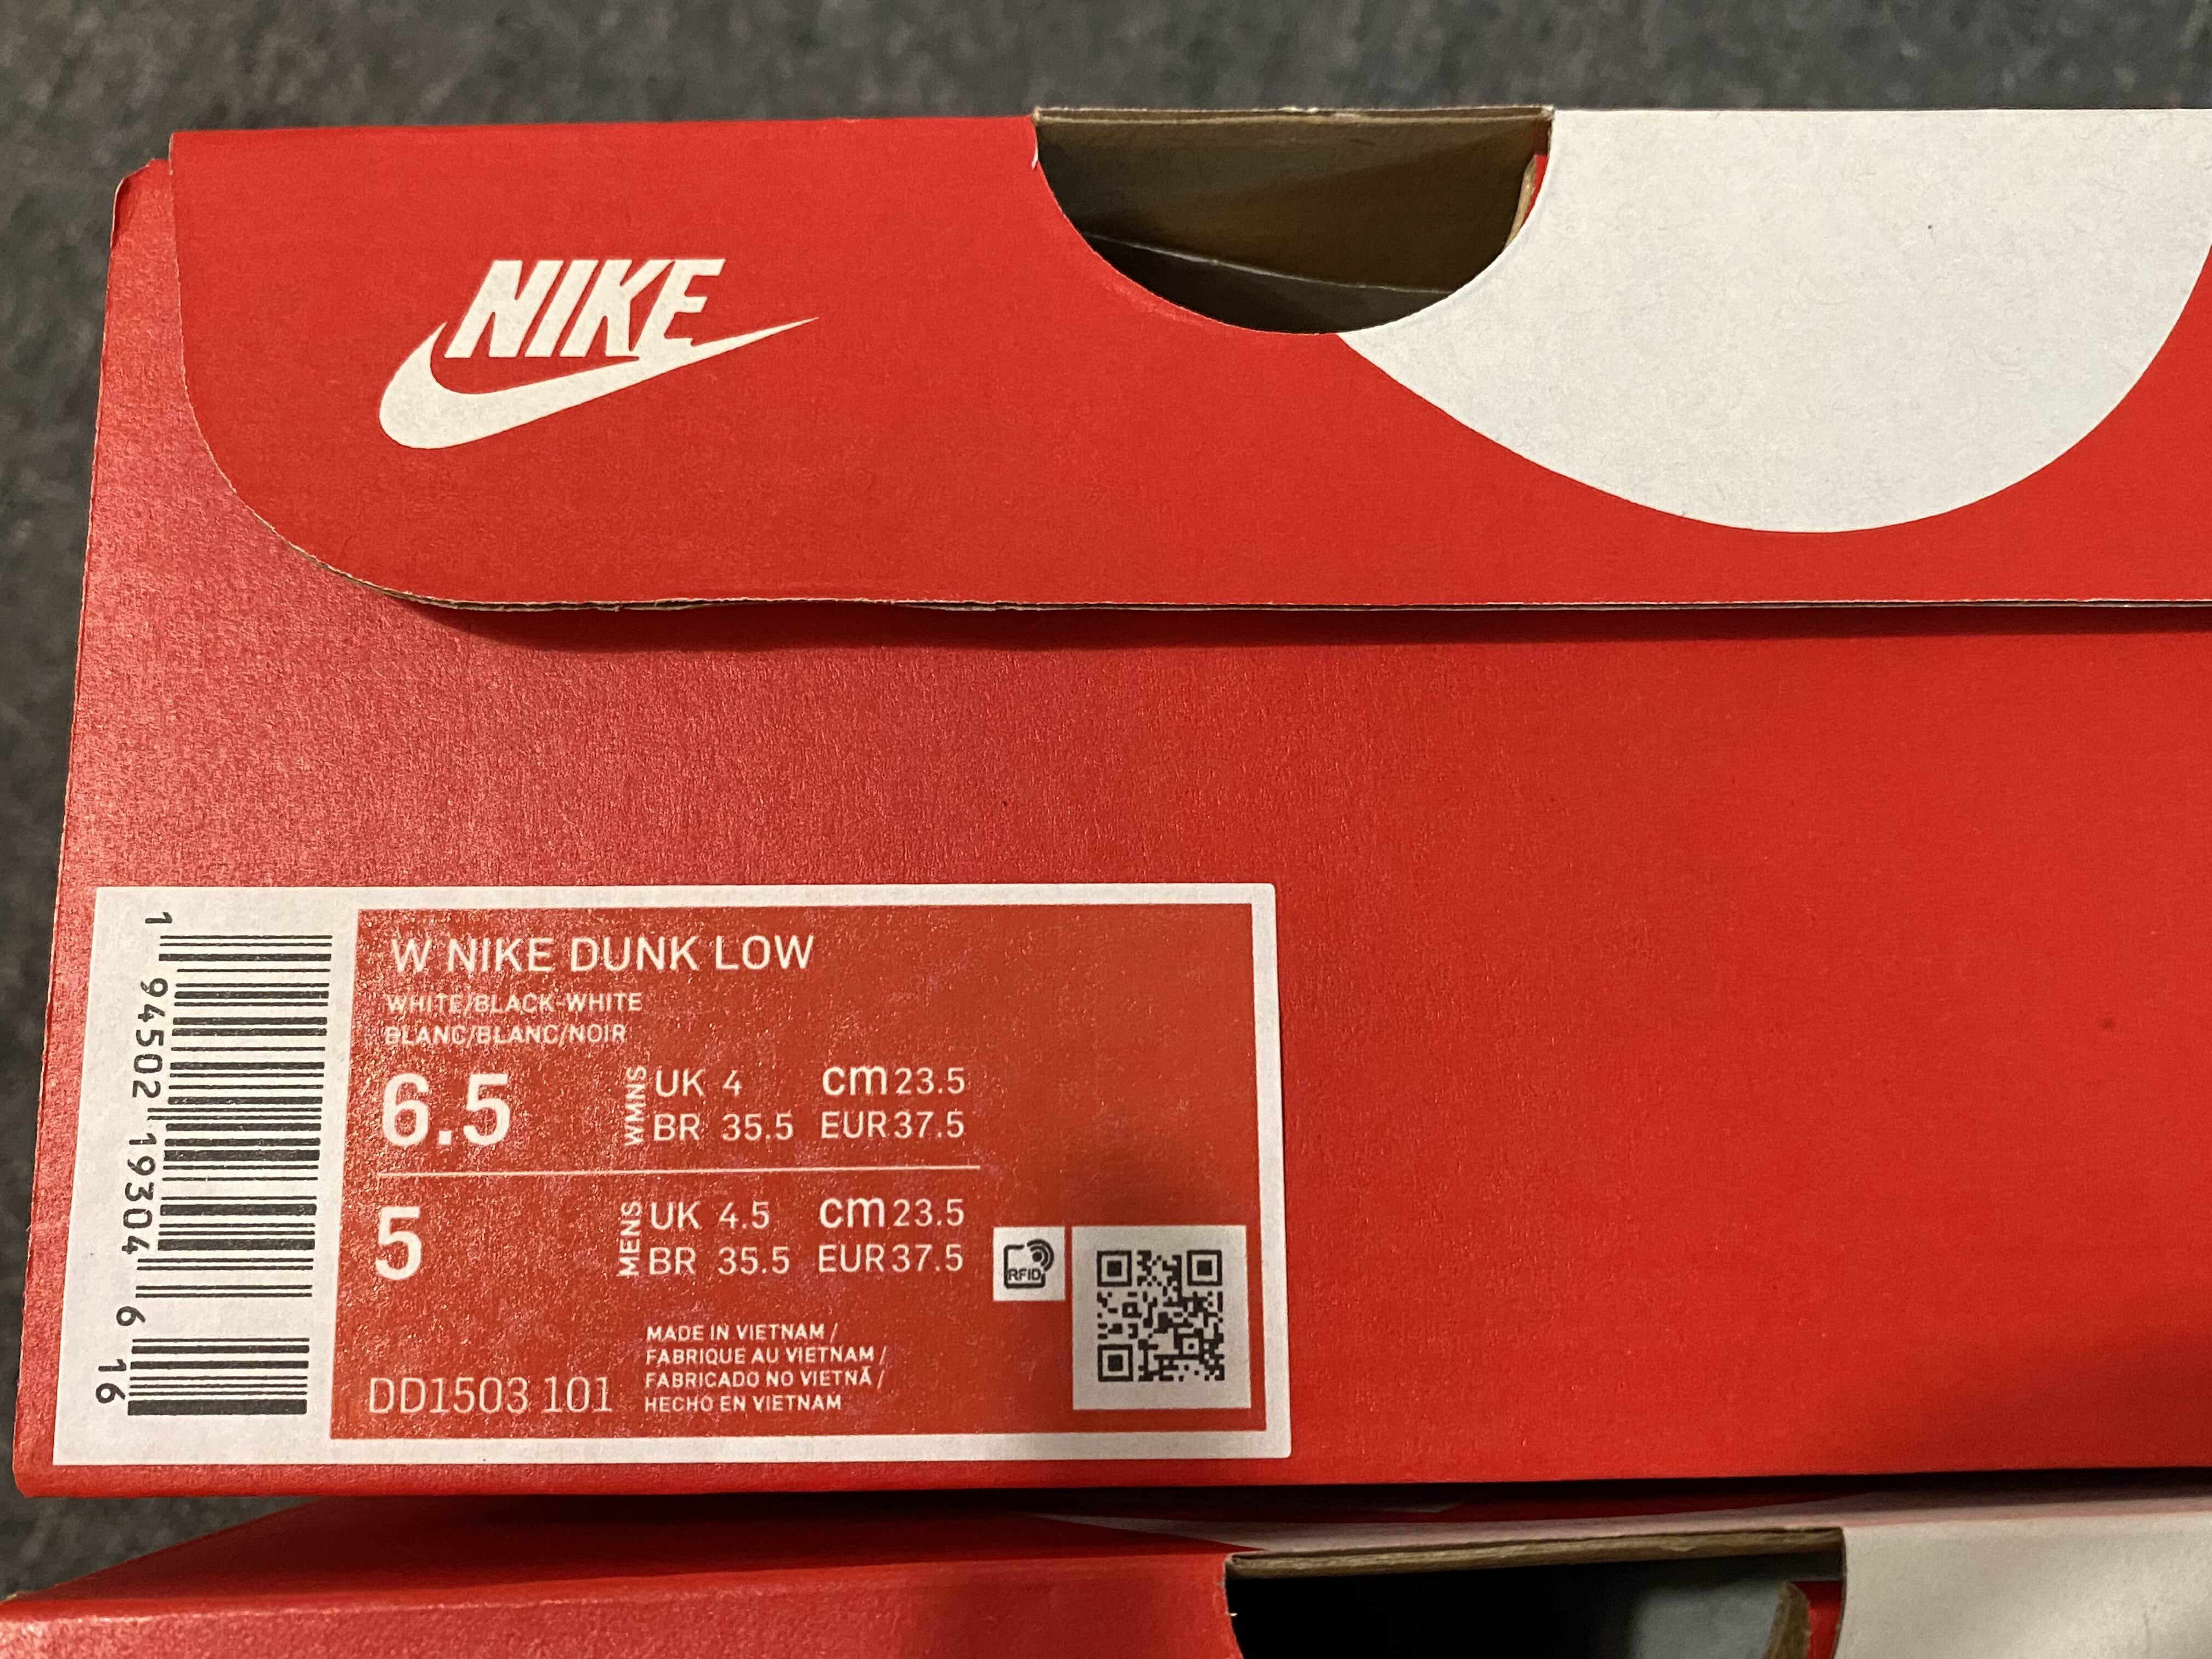 NIKE
W NIKE DUNK LOW
WHITE/BLACK-WHITE
BLANC/BLANC/NOIR
6.5
WMNS
UK 4 cm 23.5
BR 35.5 EUR 37.5
5
MENS
UK 4.5 cm 23.5
BR 35.5 EUR 37.5
RFID
MADE IN VIETNAM /
FABRIQUE AU VIETNAM /
FABRICADO NO VIETNÃ /
HECHO EN VIETNAM
DD1503 101
1 94502 19304 6 16